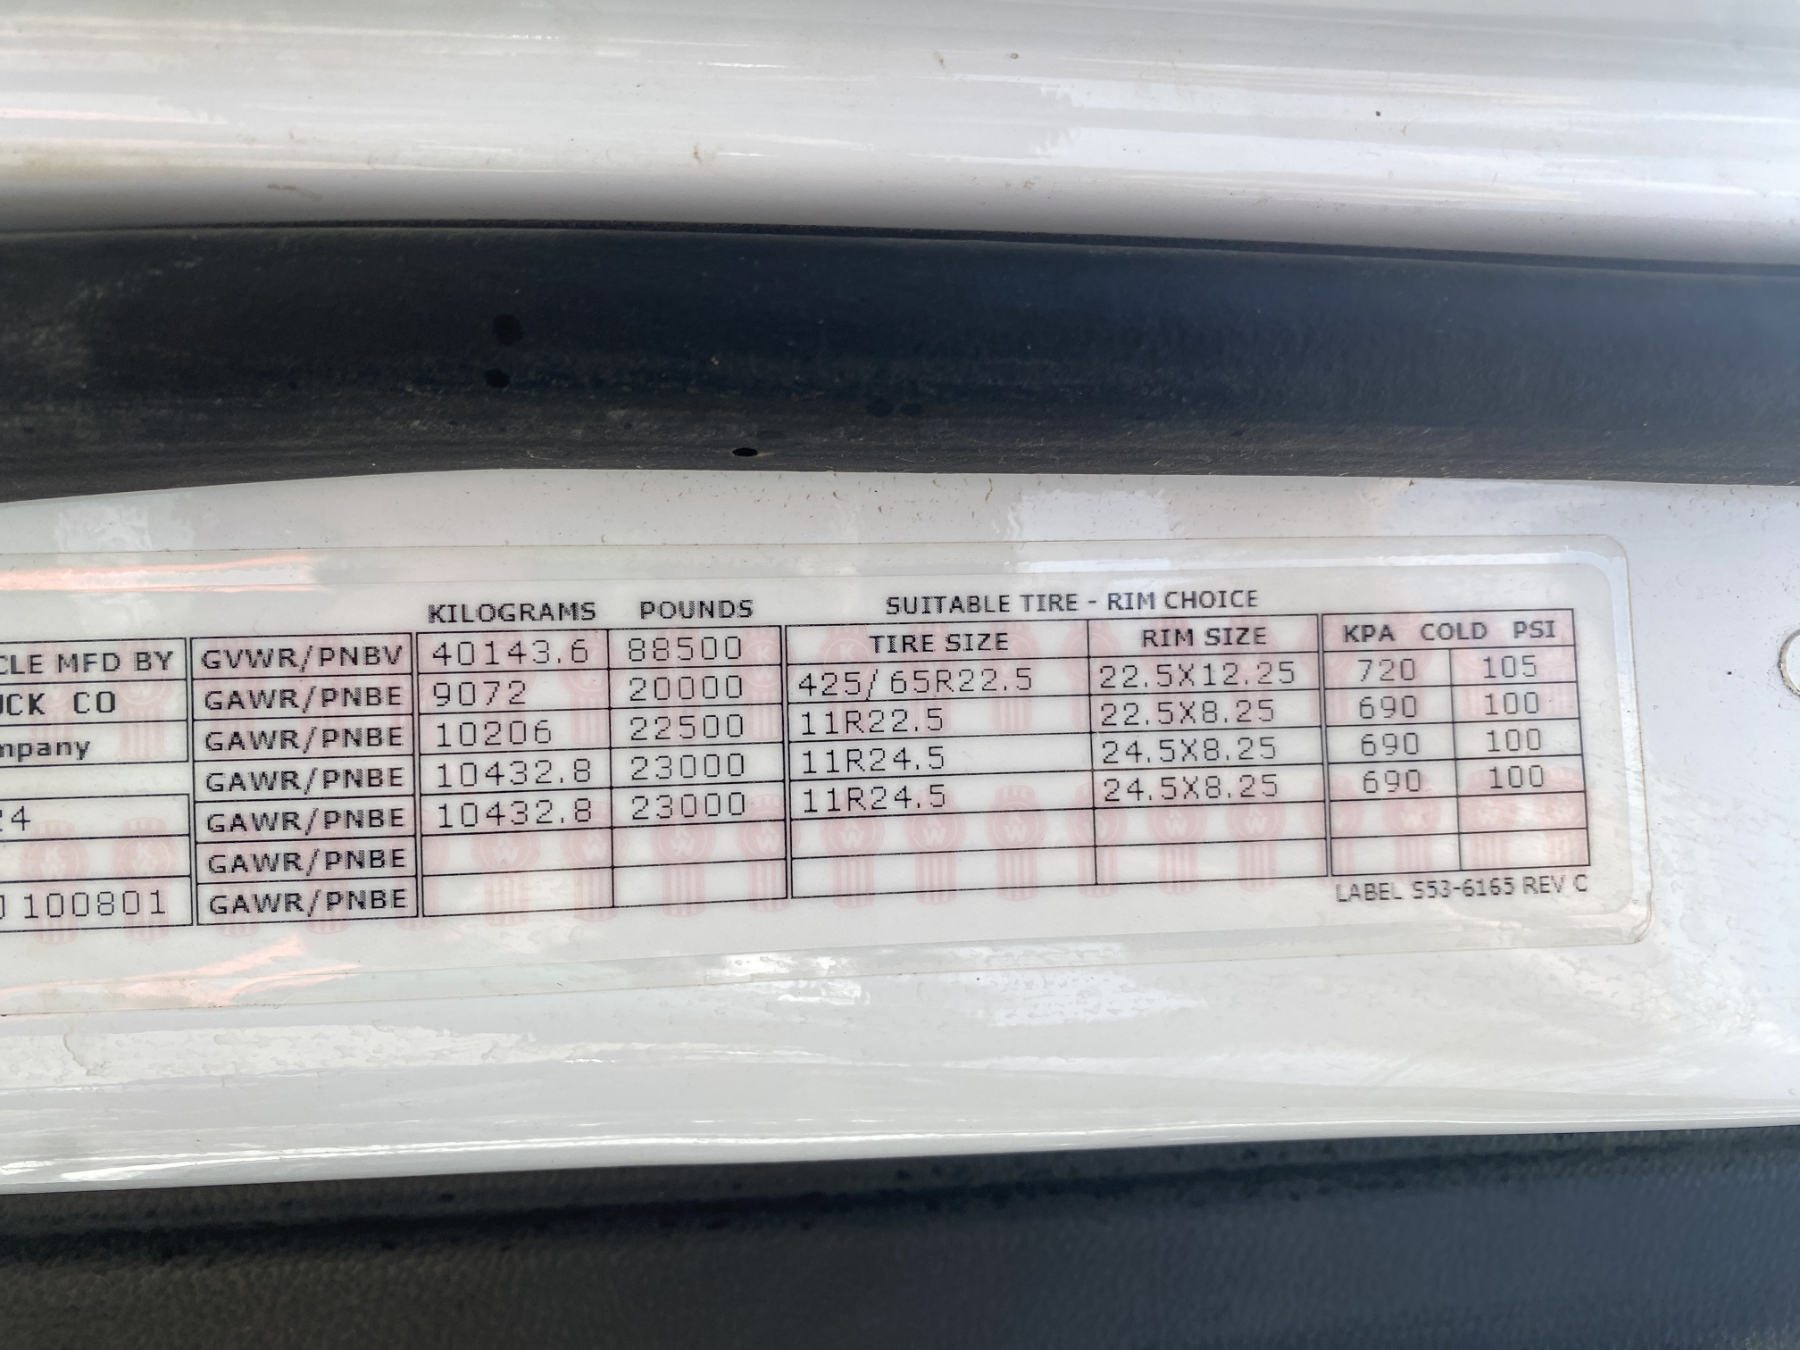 KILOGRAMS POUNDS SUITABLE TIRE - RIM CHOICE
CLE MFD BY GVWR/PNBV 40143.6 88500 TIRE SIZE RIM SIZE KPA COLD PSI
UCK CO GAWR/PNBE 9072 20000 425/65R22.5 22.5X12.25 720 105
mpany GAWR/PNBE 10206 22500 11R22.5 22.5X8.25 690 100
GAWR/PNBE 10432.8 23000 11R24.5 24.5X8.25 690 100
24 GAWR/PNBE 10432.8 23000 11R24.5 24.5X8.25 690 100
GAWR/PNBE
100801 GAWR/PNBE
LABEL S53-6165 REV C